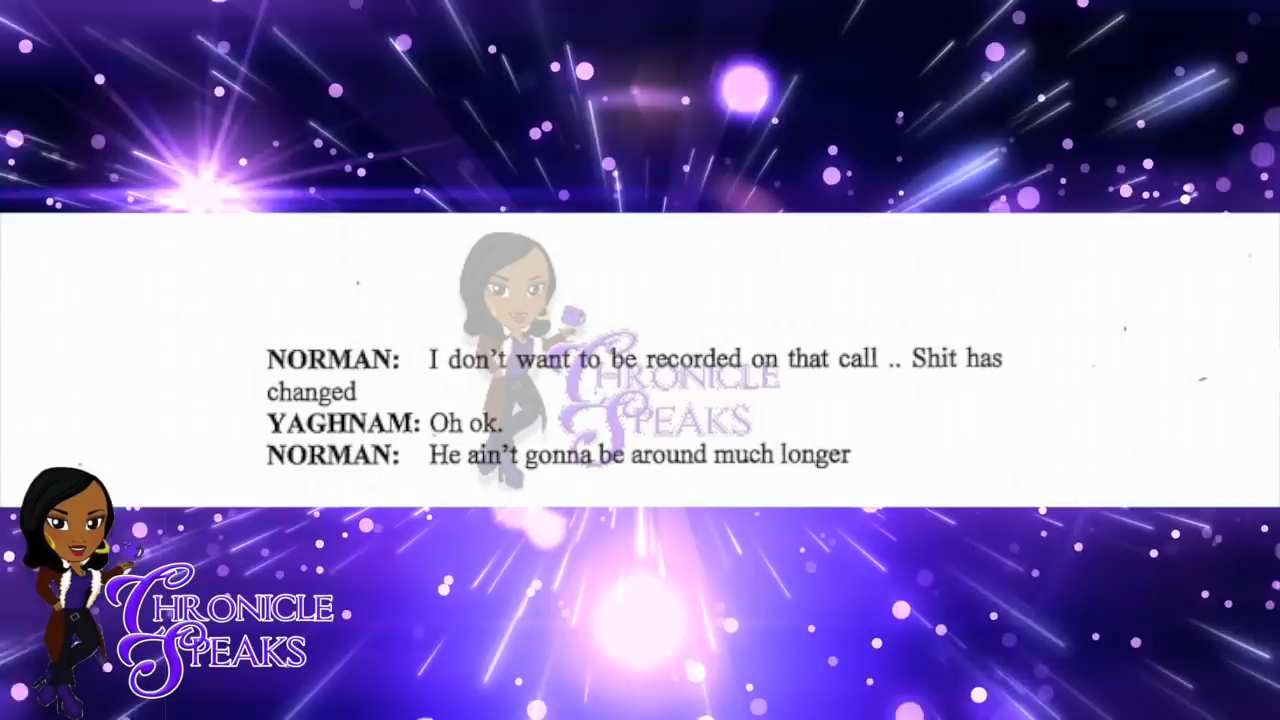 NORMAN: I don't want to be recorded on that call .. Shit has
changed
YAGHNAM: Oh ok.
NORMAN: He ain't gonna be around much longer
CHRONICLE
SPEAKS
CHRONICLE
SPEAKS